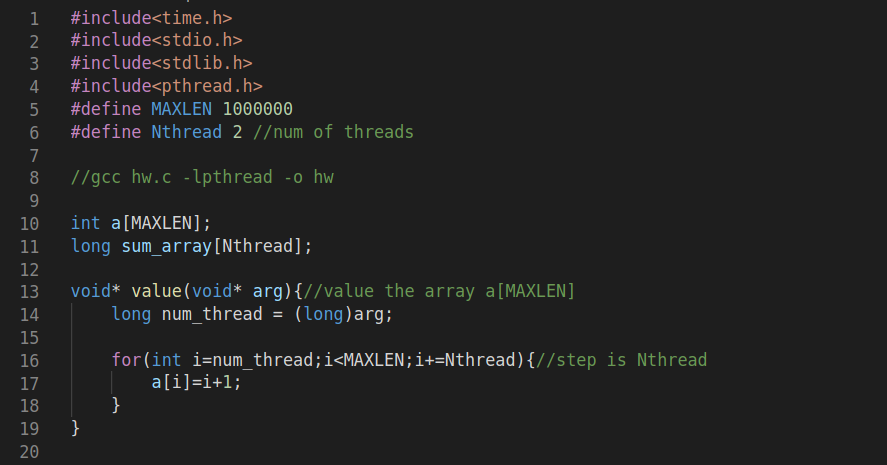 1 #include<time.h>
2 #include<stdio.h>
3 #include<stdlib.h>
4 #include<pthread.h>
5 #define MAXLEN 1000000
6 #define Nthread 2 //num of threads
7
8 //gcc hw.c -lpthread -o hw
9
10 int a[MAXLEN];
11 long sum_array[Nthread];
12
13 void* value(void* arg){//value the array a[MAXLEN]
14     long num_thread = (long)arg;
15
16     for(int i=num_thread;i<MAXLEN;i+=Nthread){//step is Nthread
17         a[i]=i+1;
18     }
19 }
20